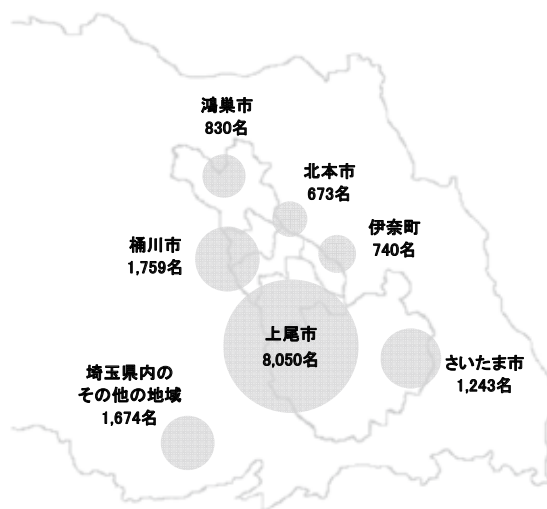 鴻巣市
830名
北本市
673名
伊奈町
740名
桶川市
1,759名
上尾市
8,050名
さいたま市
1,243名
埼玉県内の
その他の地域
1,674名